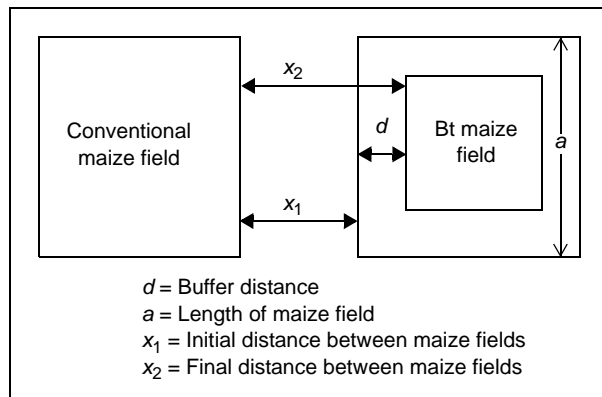 x2
Conventional
maize field
d
Bt maize
field
a
x1
d = Buffer distance
a = Length of maize field
x1 = Initial distance between maize fields
x2 = Final distance between maize fields